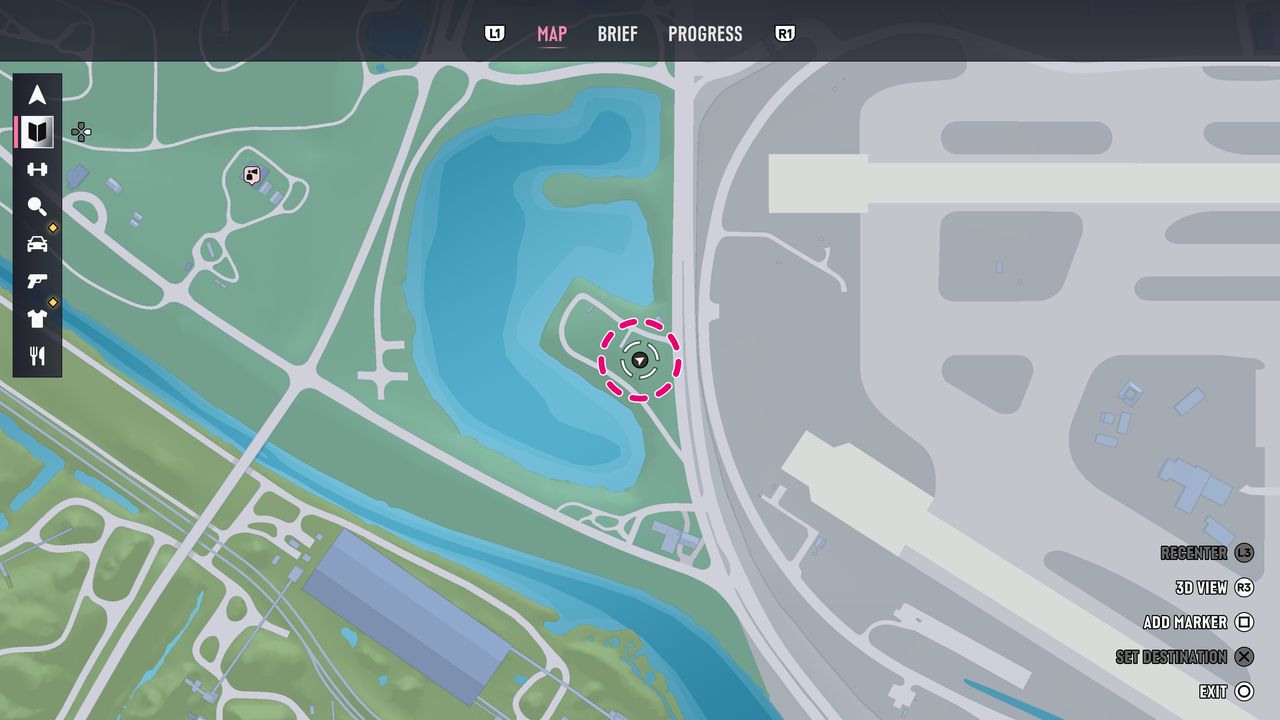 L1 MAP BRIEF PROGRESS R1
RECENTER L3
3D VIEW R3
ADD MARKER
SET DESTINATION
EXIT